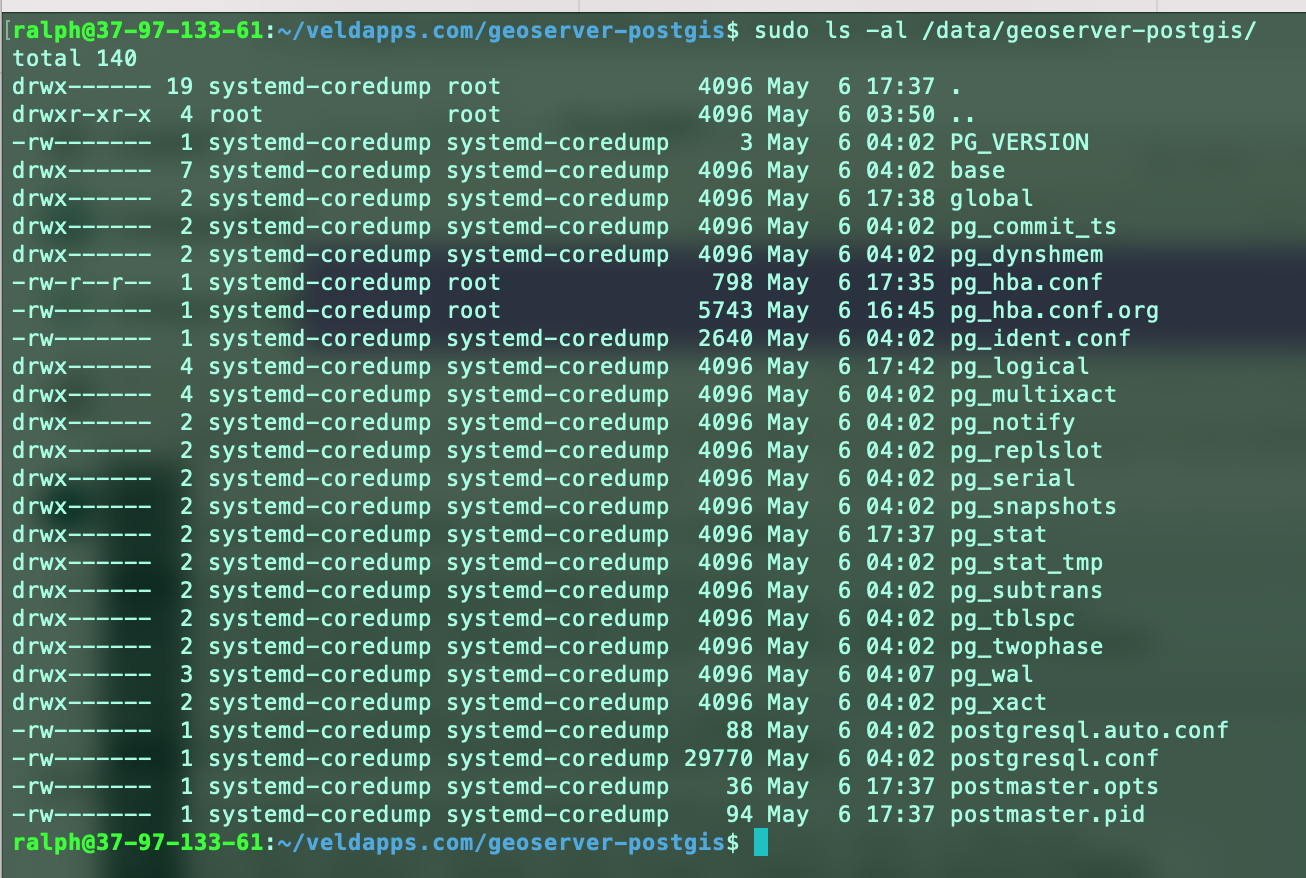 [ralph@37-97-133-61:~/veldapps.com/geoserver-postgis$ sudo ls -al /data/geoserver-postgis/
total 140
drwx------ 19 systemd-coredump root              4096 May  6 17:37 .
drwxr-xr-x  4 root             root              4096 May  6 03:50 ..
-rw-------  1 systemd-coredump systemd-coredump     3 May  6 04:02 PG_VERSION
drwx------  7 systemd-coredump systemd-coredump  4096 May  6 04:02 base
drwx------  2 systemd-coredump systemd-coredump  4096 May  6 17:38 global
drwx------  2 systemd-coredump systemd-coredump  4096 May  6 04:02 pg_commit_ts
drwx------  2 systemd-coredump systemd-coredump  4096 May  6 04:02 pg_dynshmem
-rw-r--r--  1 systemd-coredump root               798 May  6 17:35 pg_hba.conf
-rw-------  1 systemd-coredump root              5743 May  6 16:45 pg_hba.conf.org
-rw-------  1 systemd-coredump systemd-coredump  2640 May  6 04:02 pg_ident.conf
drwx------  4 systemd-coredump systemd-coredump  4096 May  6 17:42 pg_logical
drwx------  4 systemd-coredump systemd-coredump  4096 May  6 04:02 pg_multixact
drwx------  2 systemd-coredump systemd-coredump  4096 May  6 04:02 pg_notify
drwx------  2 systemd-coredump systemd-coredump  4096 May  6 04:02 pg_replslot
drwx------  2 systemd-coredump systemd-coredump  4096 May  6 04:02 pg_serial
drwx------  2 systemd-coredump systemd-coredump  4096 May  6 04:02 pg_snapshots
drwx------  2 systemd-coredump systemd-coredump  4096 May  6 17:37 pg_stat
drwx------  2 systemd-coredump systemd-coredump  4096 May  6 04:02 pg_stat_tmp
drwx------  2 systemd-coredump systemd-coredump  4096 May  6 04:02 pg_subtrans
drwx------  2 systemd-coredump systemd-coredump  4096 May  6 04:02 pg_tblspc
drwx------  2 systemd-coredump systemd-coredump  4096 May  6 04:02 pg_twophase
drwx------  3 systemd-coredump systemd-coredump  4096 May  6 04:07 pg_wal
drwx------  2 systemd-coredump systemd-coredump  4096 May  6 04:02 pg_xact
-rw-------  1 systemd-coredump systemd-coredump    88 May  6 04:02 postgresql.auto.conf
-rw-------  1 systemd-coredump systemd-coredump 29770 May  6 04:02 postgresql.conf
-rw-------  1 systemd-coredump systemd-coredump    36 May  6 17:37 postmaster.opts
-rw-------  1 systemd-coredump systemd-coredump    94 May  6 17:37 postmaster.pid
ralph@37-97-133-61:~/veldapps.com/geoserver-postgis$